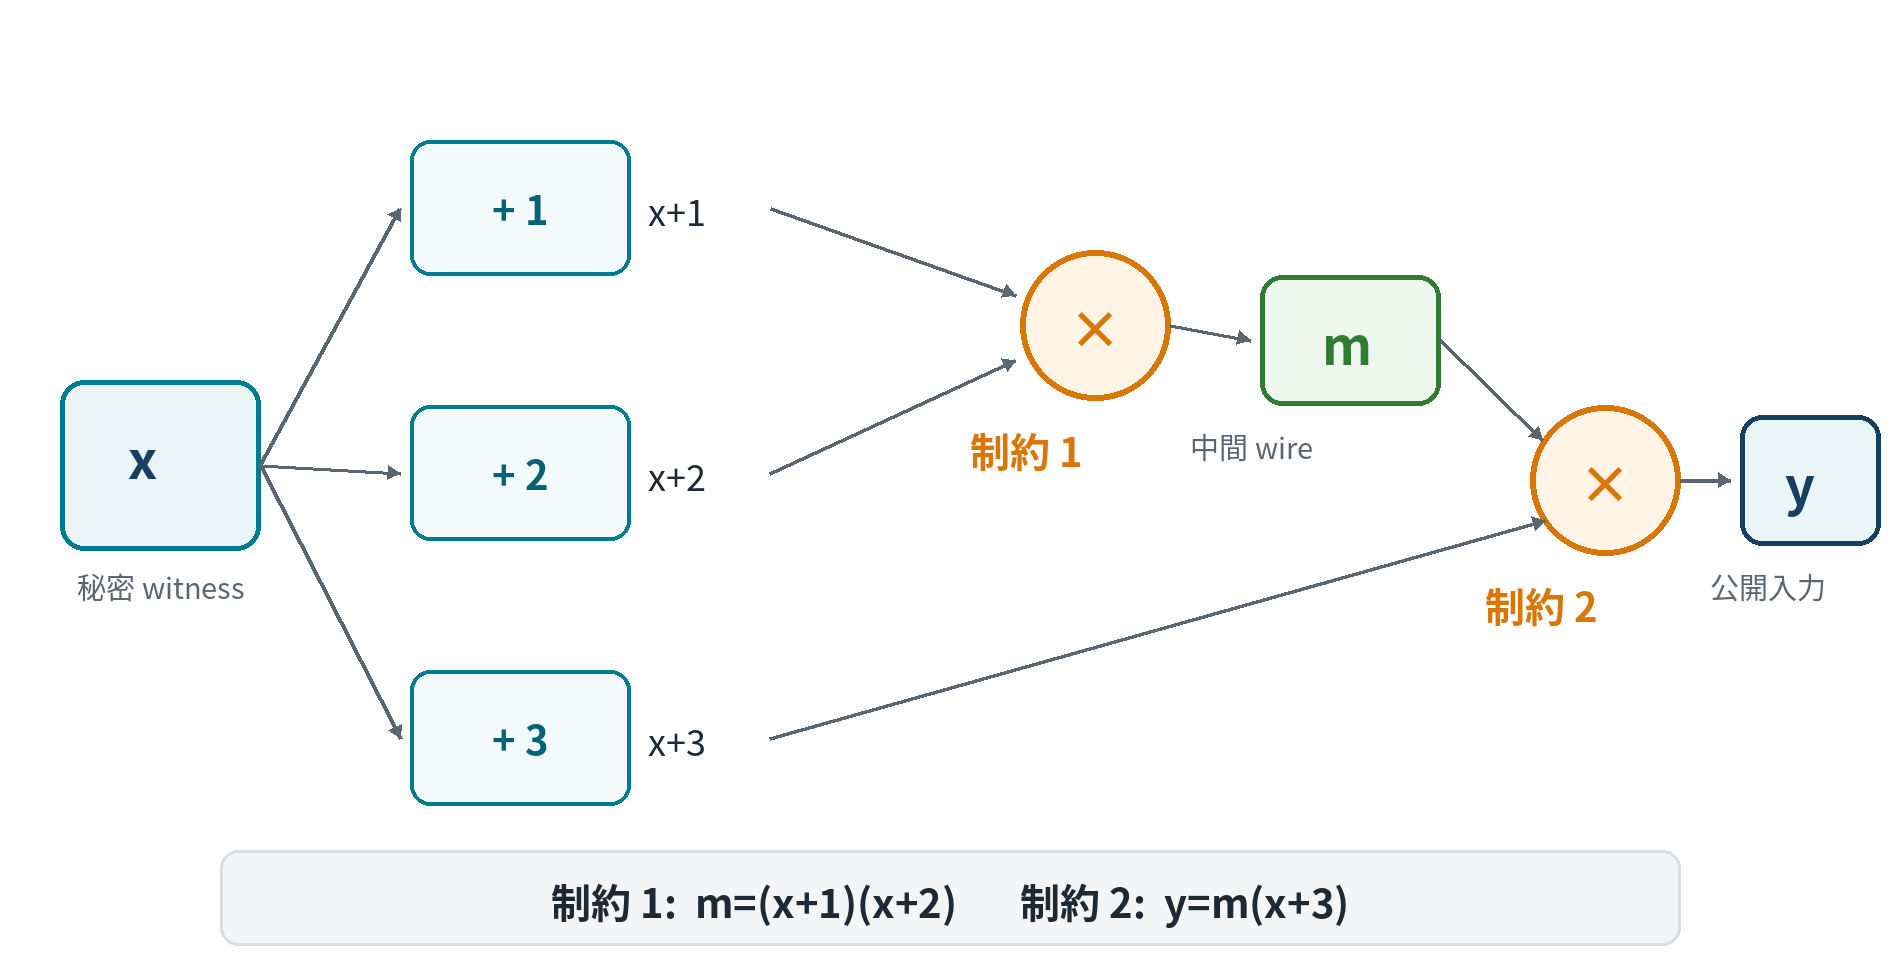 + 1
x+1
×
m
x
+ 2
x+2
制約 1
中間 wire
×
y
秘密 witness
制約 2
公開入力
+ 3
x+3
制約 1: m=(x+1)(x+2) 制約 2: y=m(x+3)